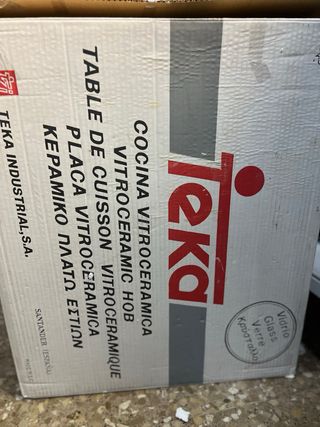 Teka
COCINA VITROCERAMICA
VITROCERAMIC HOB
TABLE DE CUISSON VITROCERAMIQUE
PLACA VITROCERAMICA
ΚΕΡΑΜΙΚΟ ΠΛΑΤΩ ΕΣΤΙΩΝ
TEKA INDUSTRIAL, S.A.
SANTANDER (ESPAÑA)
Vidrio
Glass
Verre
Κρύσταλλο